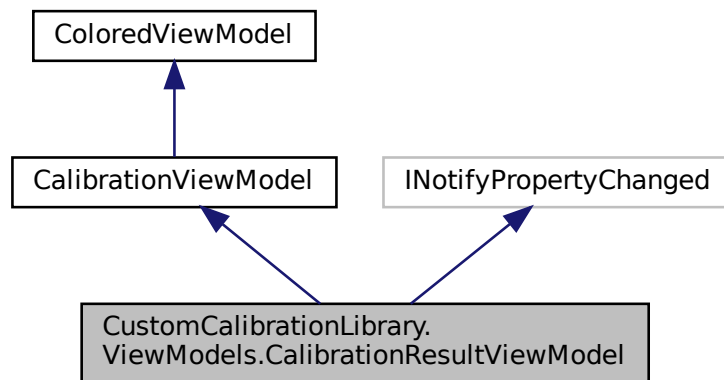 ColoredViewModel
CalibrationViewModel
INotifyPropertyChanged
CustomCalibrationLibrary.
ViewModels.CalibrationResultViewModel